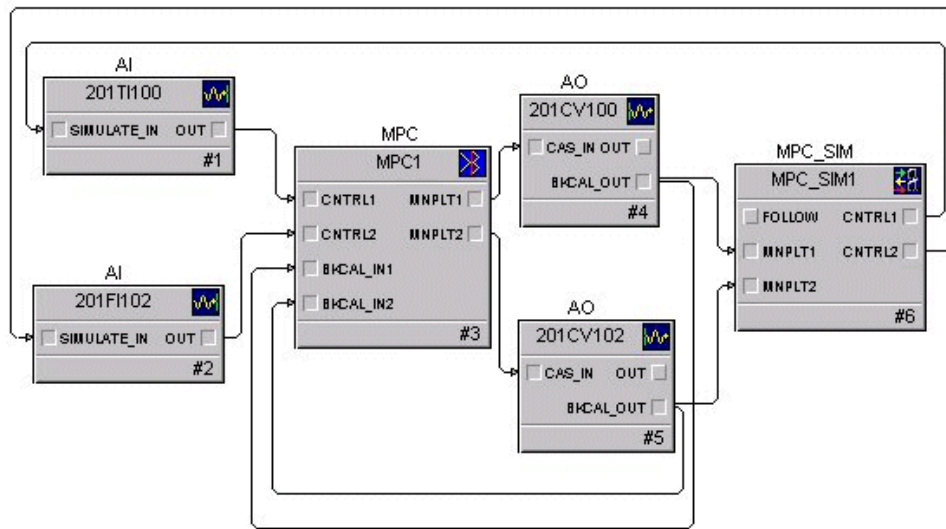 AI
201TI100
SIMULATE_IN OUT
#1
AI
201FI102
SIMULATE_IN OUT
#2
MPC
MPC1
CNTRL1 MNPLT1
CNTRL2 MNPLT2
BKCAL_IN1
BKCAL_IN2
#3
AO
201CV100
CAS_IN OUT
BKCAL_OUT
#4
AO
201CV102
CAS_IN OUT
BKCAL_OUT
#5
MPC_SIM
MPC_SIM1
FOLLOW CNTRL1
MNPLT1 CNTRL2
MNPLT2
#6